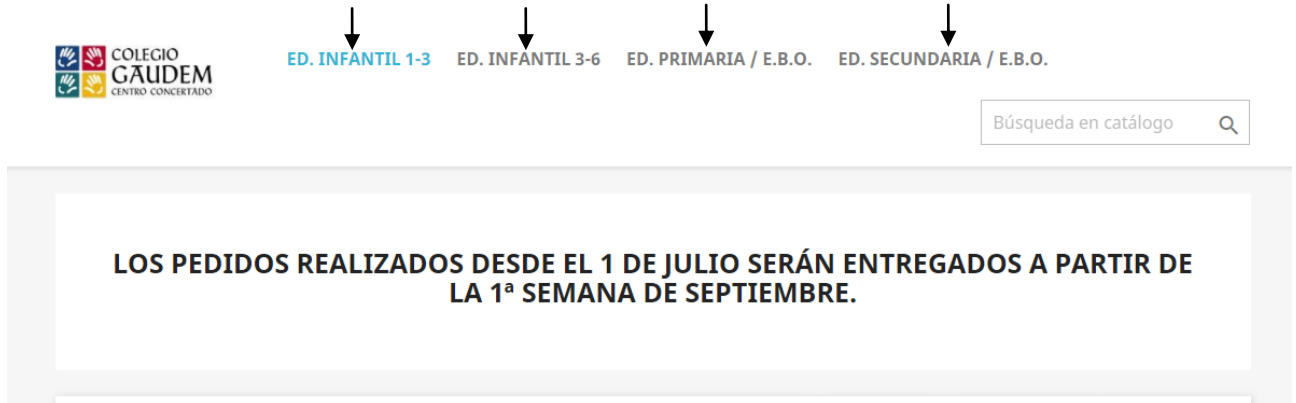 COLEGIO
GAUDEM
CENTRO CONCERTADO
ED. INFANTIL 1-3 ED. INFANTIL 3-6 ED. PRIMARIA / E.B.O. ED. SECUNDARIA / E.B.O.
Búsqueda en catálogo
LOS PEDIDOS REALIZADOS DESDE EL 1 DE JULIO SERÁN ENTREGADOS A PARTIR DE
LA 1ª SEMANA DE SEPTIEMBRE.